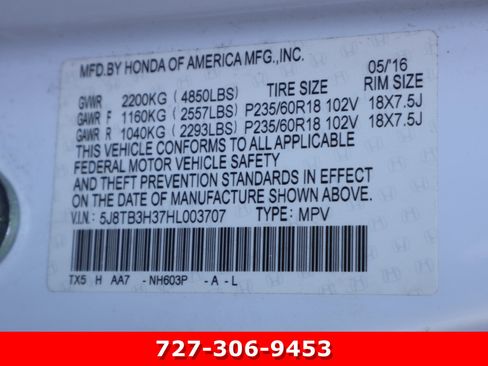 MFD.BY HONDA OF AMERICA MFG.,INC.
05/'16
TIRE SIZE RIM SIZE
GVWR 2200KG (4850LBS)
GAWR F 1160KG (2557LBS) P235/60R18 102V 18X7.5J
GAWR R 1040KG (2293LBS) P235/60R18 102V 18X7.5J
THIS VEHICLE CONFORMS TO ALL APPLICABLE
FEDERAL MOTOR VEHICLE SAFETY
AND THEFT PREVENTION STANDARDS IN EFFECT
ON THE DATE OF MANUFACTURE SHOWN ABOVE.
V.I.N.: 5J8TB3H37HL003707 TYPE: MPV
TX5 H AA7 - NH603P - A - L
727-306-9453